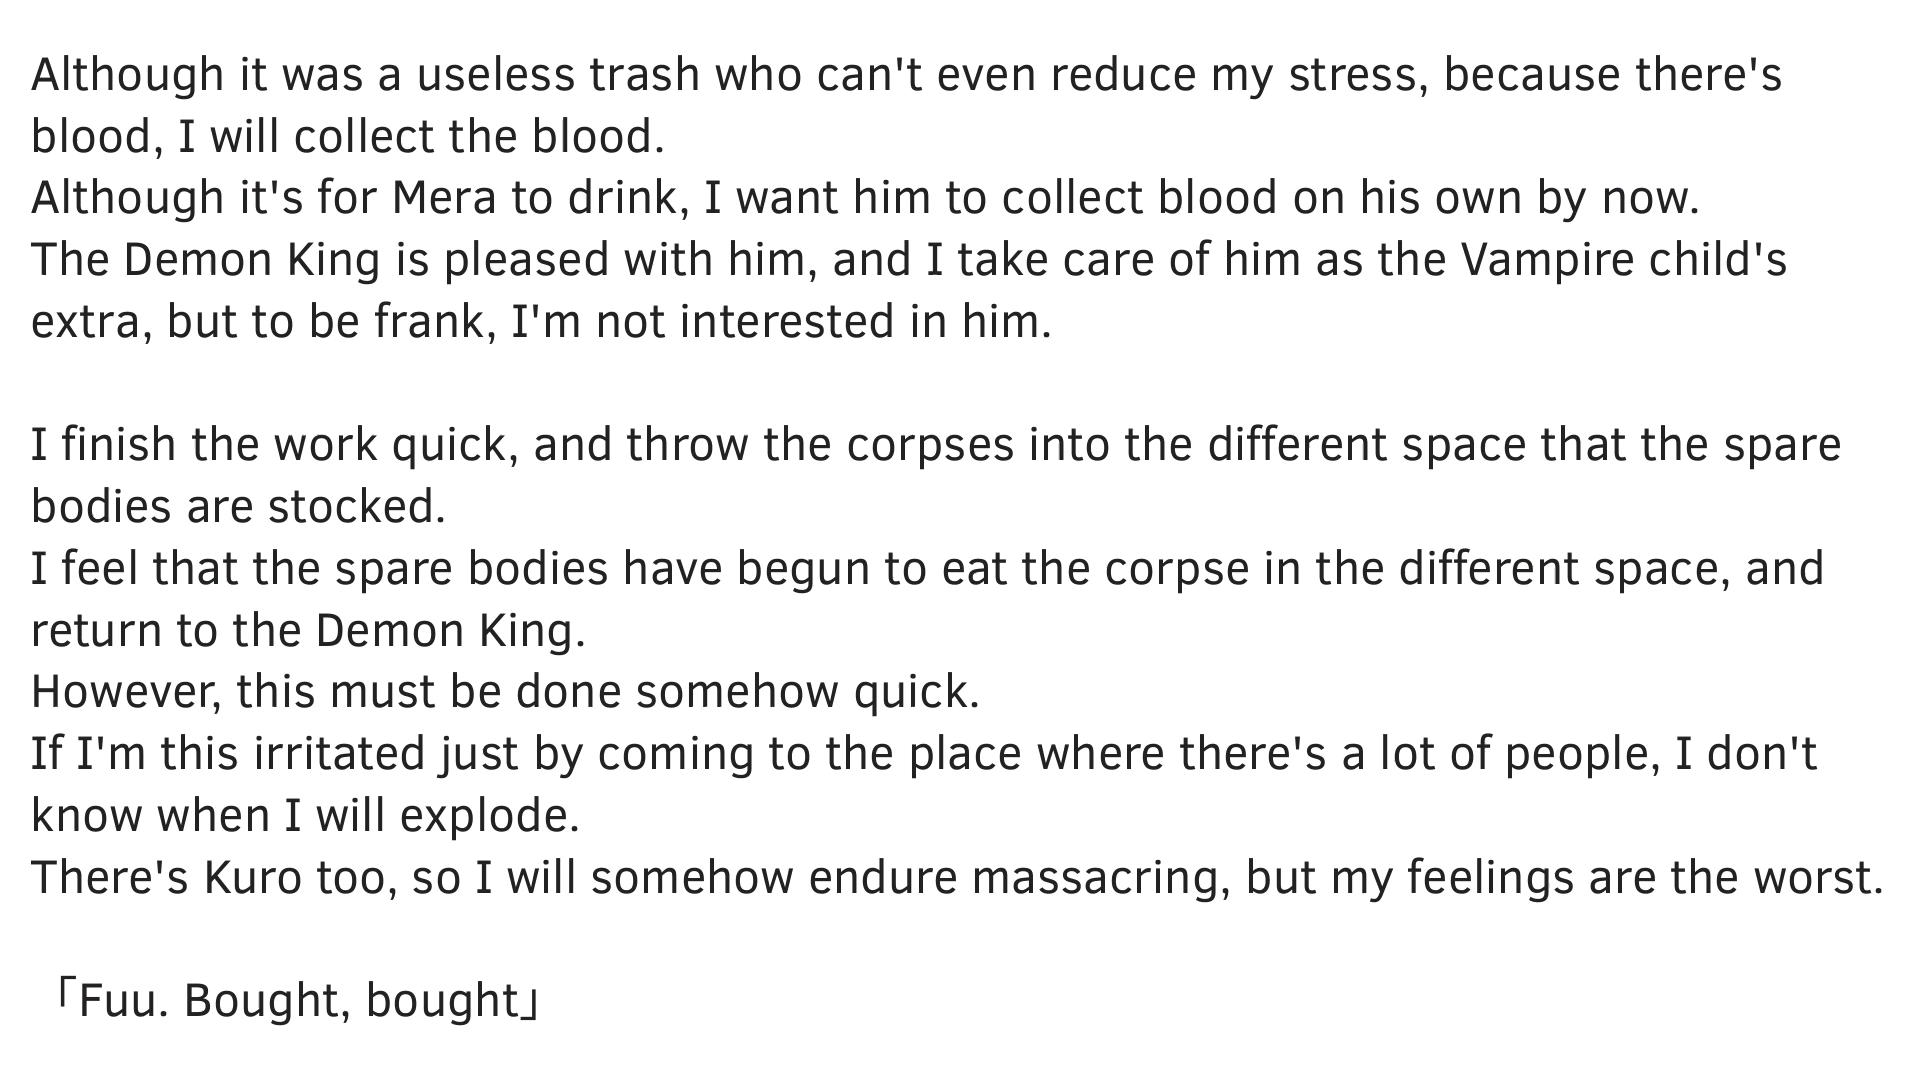 Although it was a useless trash who can't even reduce my stress, because there's
blood, I will collect the blood.
Although it's for Mera to drink, I want him to collect blood on his own by now.
The Demon King is pleased with him, and I take care of him as the Vampire child's
extra, but to be frank, I'm not interested in him.
I finish the work quick, and throw the corpses into the different space that the spare
bodies are stocked.
I feel that the spare bodies have begun to eat the corpse in the different space, and
return to the Demon King.
However, this must be done somehow quick.
If I'm this irritated just by coming to the place where there's a lot of people, I don't
know when I will explode.
There's Kuro too, so I will somehow endure massacring, but my feelings are the worst.
「Fuu. Bought, bought」